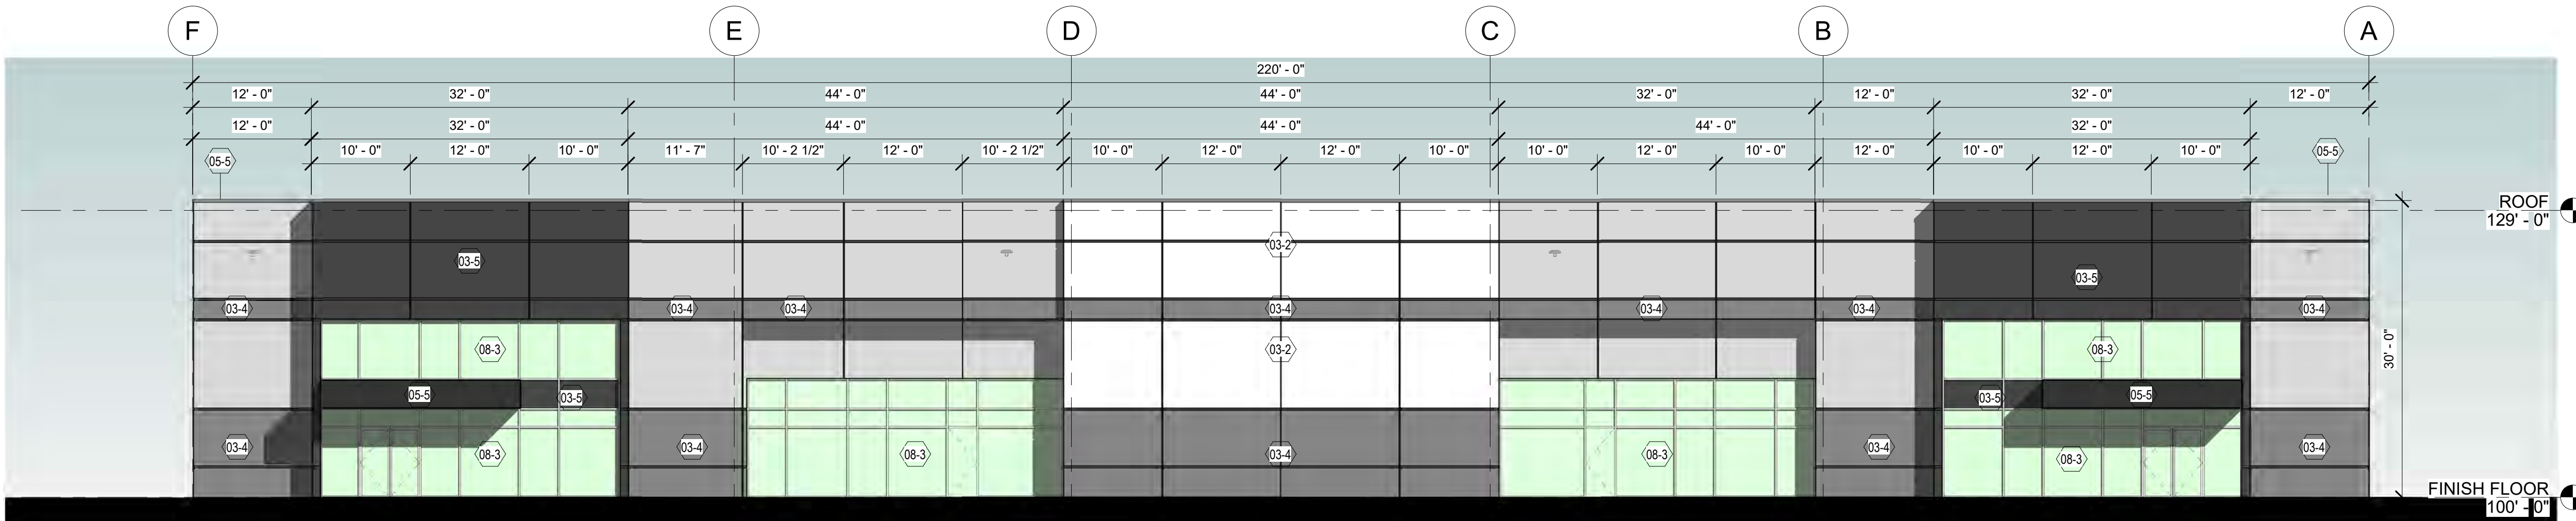 F E D C B A
220' - 0"
12' - 0" 32' - 0" 44' - 0" 44' - 0" 32' - 0" 12' - 0" 32' - 0" 12' - 0"
12' - 0" 32' - 0" 44' - 0" 44' - 0" 44' - 0" 32' - 0"
10' - 0" 12' - 0" 10' - 0" 11' - 7" 10' - 2 1/2" 12' - 0" 10' - 2 1/2" 10' - 0" 12' - 0" 12' - 0" 10' - 0" 10' - 0" 12' - 0" 10' - 0" 12' - 0" 10' - 0" 12' - 0" 10' - 0"
05-5 05-5
ROOF
129' - 0"
03-2
03-5 03-5
03-4 03-4 03-4 03-4 03-4 03-4 03-4
08-3 03-2 08-3
30' - 0"
05-5 03-5 03-5 05-5
03-4 03-4 03-4 03-4
08-3 08-3 03-4 08-3 08-3
FINISH FLOOR
100' - 0"